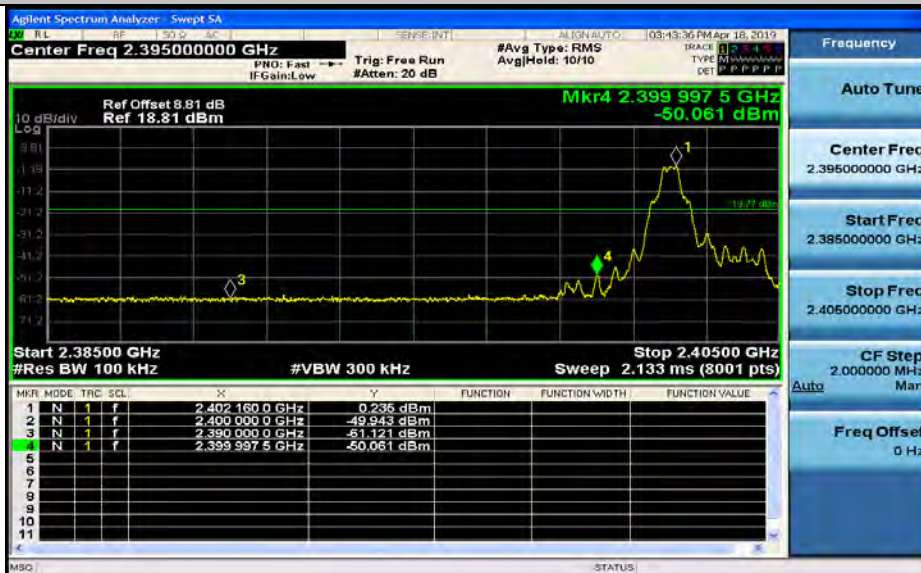 Agilent Spectrum Analyzer - Swept SA
RL RF 50 Ω AC SENSE:INT ALIGN AUTO 03:43:36 PM Apr 18, 2019
Center Freq 2.395000000 GHz
PNO: Fast
IFGain:Low
Trig: Free Run
#Atten: 20 dB
#Avg Type: RMS
Avg|Hold: 10/10
TRACE 1 2 3 4 5 6
TYPE M
DET P P P P P P
Ref Offset 8.81 dB
10 dB/div Ref 18.81 dBm
Log
Mkr4 2.399 997 5 GHz
-50.061 dBm
8.81
-1.19
-11.2
-21.2
-31.2
-41.2
-51.2
-61.2
-71.2
-19.77 dBm
1
3
4
Start 2.38500 GHz Stop 2.40500 GHz
#Res BW 100 kHz #VBW 300 kHz Sweep 2.133 ms (8001 pts)
MKR MODE TRC SCL X Y FUNCTION FUNCTION WIDTH FUNCTION VALUE
1 N 1 f 2.402 160 0 GHz 0.235 dBm
2 N 1 f 2.400 000 0 GHz -49.943 dBm
3 N 1 f 2.390 000 0 GHz -61.121 dBm
4 N 1 f 2.399 997 5 GHz -50.061 dBm
5
6
7
8
9
10
11
MSG STATUS
Frequency
Auto Tune
Center Freq
2.395000000 GHz
Start Freq
2.385000000 GHz
Stop Freq
2.405000000 GHz
CF Step
2.000000 MHz
Auto Man
Freq Offset
0 Hz